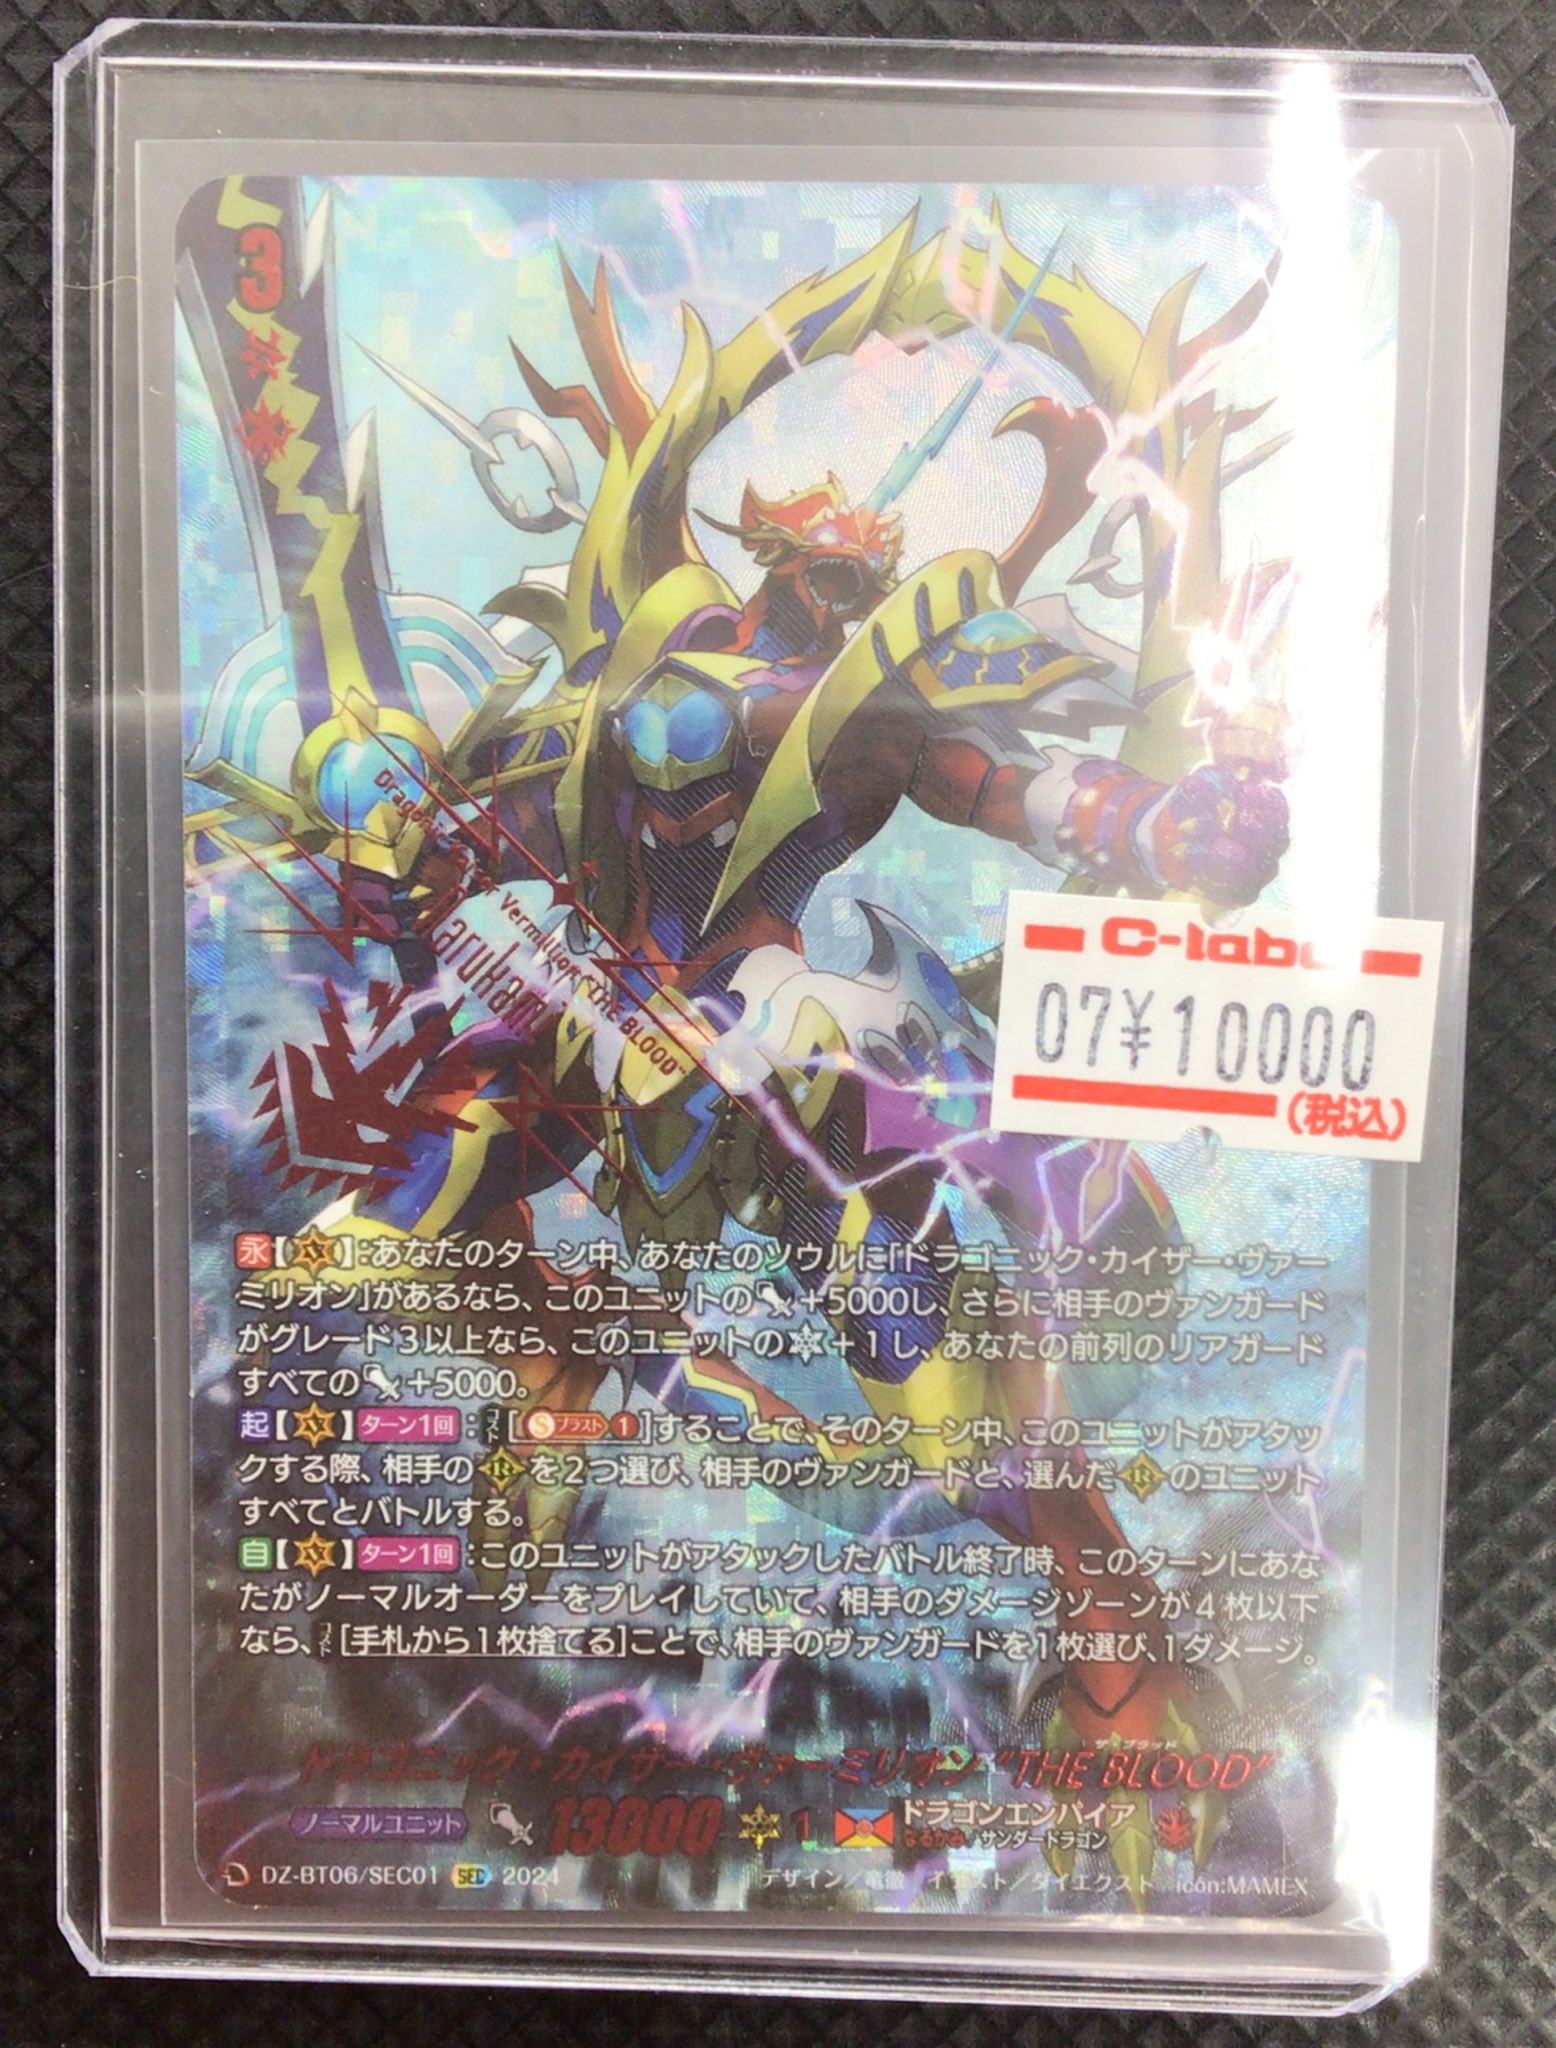 3
Dragonic Kaiser Vermillion "THE BLOOD"
Narukami
C-labo
07¥10000
(税込)
永【V】:あなたのターン中、あなたのソウルに「ドラゴニック・カイザー・ヴァー
ミリオン」があるなら、このユニットの+5000し、さらに相手のヴァンガード
がグレード3以上なら、このユニットの+1し、あなたの前列のリアガード
すべての+5000。
起【V】ターン1回:コスト[Sブラスト1]することで、そのターン中、このユニットがアタッ
クする際、相手のRを2つ選び、相手のヴァンガードと、選んだRのユニット
すべてとバトルする。
自【V】ターン1回:このユニットがアタックしたバトル終了時、このターンにあな
たがノーマルオーダーをプレイしていて、相手のダメージゾーンが4枚以下
なら、コスト[手札から1枚捨てる]ことで、相手のヴァンガードを1枚選び、1ダメージ。
ザ・ブラッド
ドラゴニック・カイザー・ヴァーミリオン"THE BLOOD"
ノーマルユニット 13000 1 ドラゴンエンパイア
なるかみ/サンダードラゴン
D DZ-BT06/SEC01 SEC 2024 デザイン/竜徹 イラスト/ダイエクスト icon:MAMEX